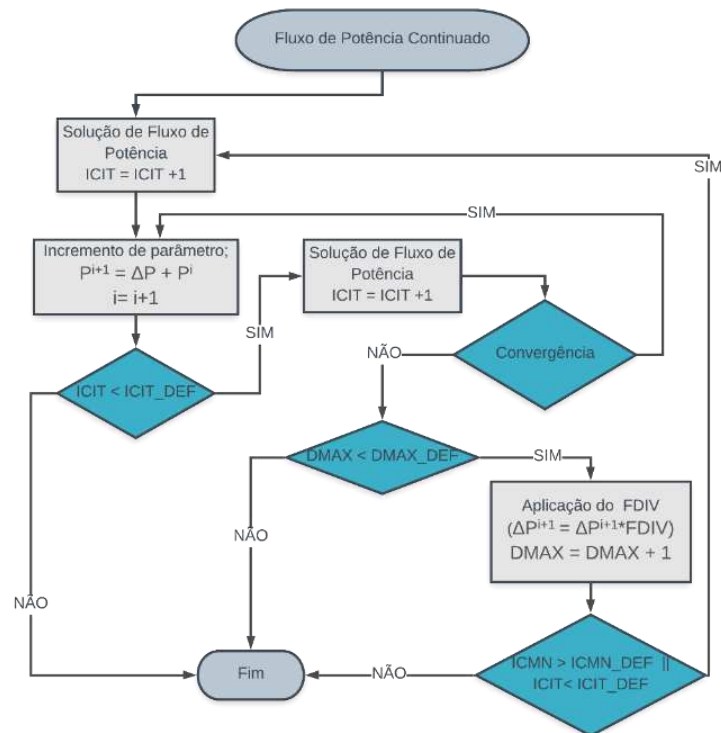 Fluxo de Potência Continuado
Solução de Fluxo de
Potência
ICIT = ICIT +1
SIM
SIM
Incremento de parâmetro;
Pⁱ⁺¹ = ΔP + Pⁱ
i= i+1
Solução de Fluxo de
Potência
ICIT = ICIT +1
SIM
NÃO
Convergência
ICIT < ICIT_DEF
DMAX < DMAX_DEF
SIM
Aplicação do FDIV
(ΔPⁱ⁺¹ = ΔPⁱ⁺¹*FDIV)
DMAX = DMAX + 1
NÃO
NÃO
Fim
NÃO
ICMN > ICMN_DEF ||
ICIT< ICIT_DEF